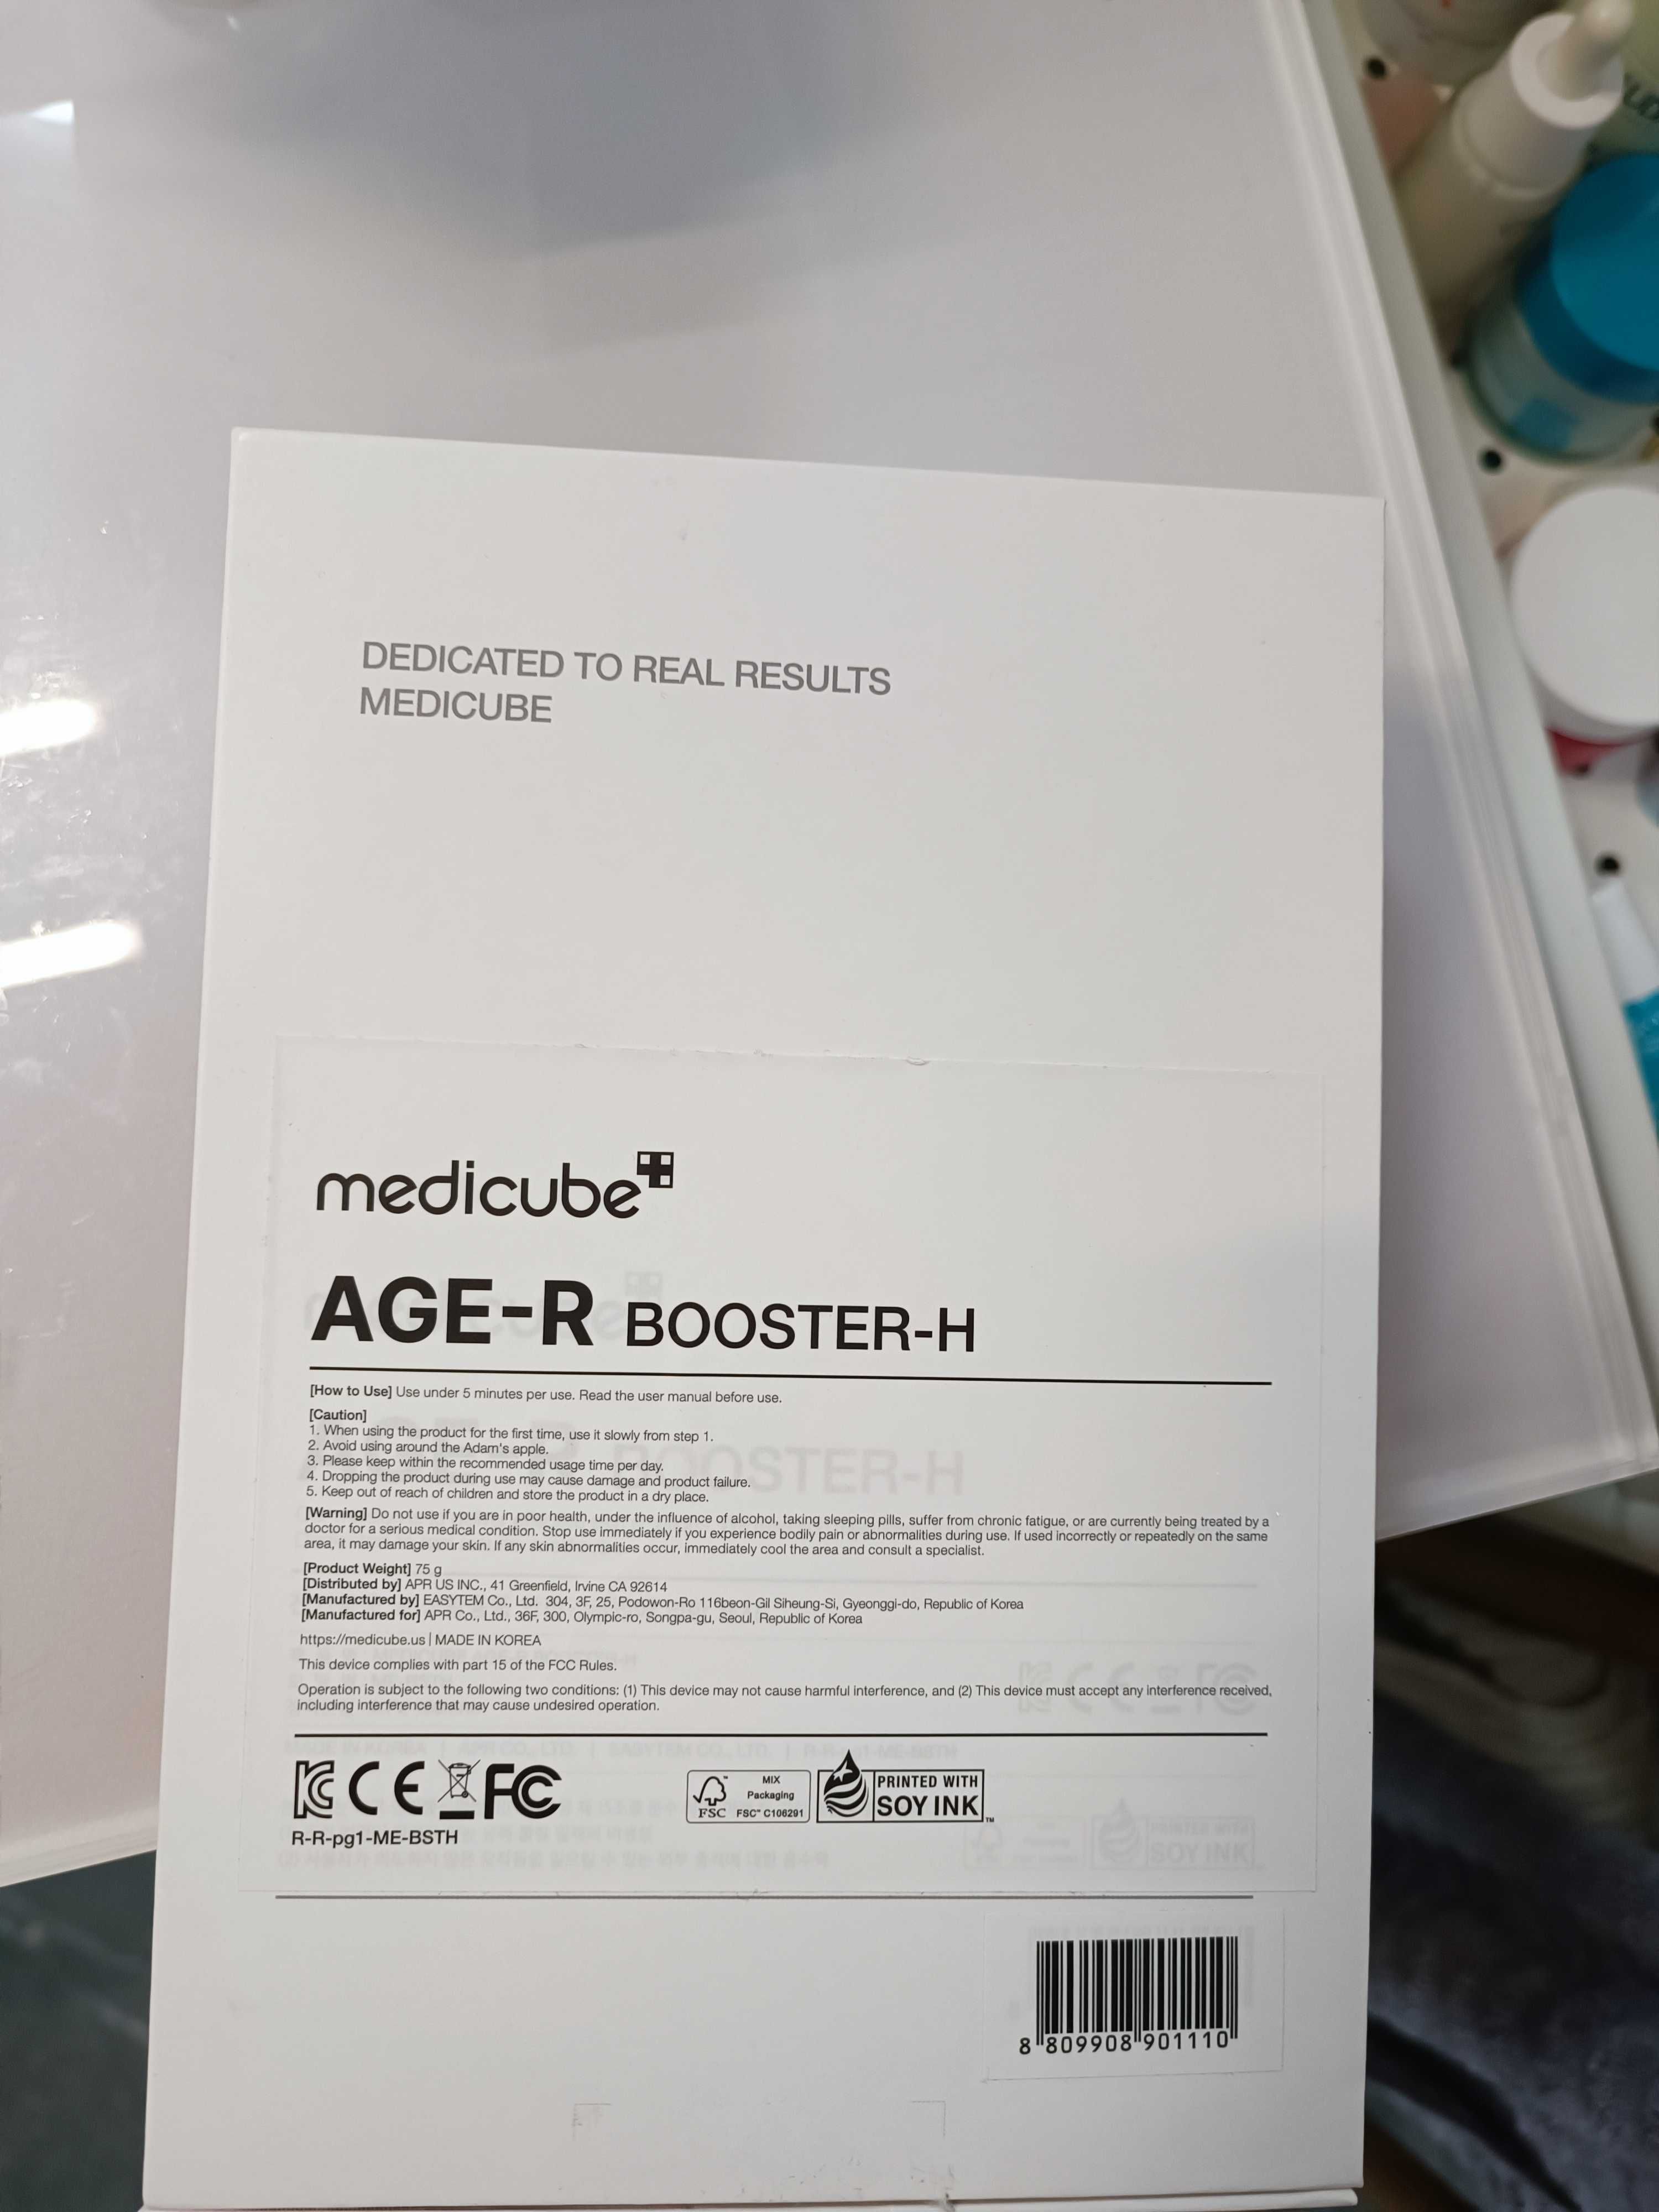 DEDICATED TO REAL RESULTS
MEDICUBE
medicube
AGE-R BOOSTER-H
[How to Use] Use under 5 minutes per use. Read the user manual before use.
[Caution]
1. When using the product for the first time, use it slowly from step 1.
2. Avoid using around the Adam's apple.
3. Please keep within the recommended usage time per day.
4. Dropping the product during use may cause damage and product failure.
5. Keep out of reach of children and store the product in a dry place.
[Warning] Do not use if you are in poor health, under the influence of alcohol, taking sleeping pills, suffer from chronic fatigue, or are currently being treated by a
doctor for a serious medical condition. Stop use immediately if you experience bodily pain or abnormalities during use. If used incorrectly or repeatedly on the same
area, it may damage your skin. If any skin abnormalities occur, immediately cool the area and consult a specialist.
[Product Weight] 75 g
[Distributed by] APR US INC., 41 Greenfield, Irvine CA 92614
[Manufactured by] EASYTEM Co., Ltd. 304, 3F, 25, Podowon-Ro 116beon-Gil Siheung-Si, Gyeonggi-do, Republic of Korea
[Manufactured for] APR Co., Ltd., 36F, 300, Olympic-ro, Songpa-gu, Seoul, Republic of Korea
https://medicube.us | MADE IN KOREA
This device complies with part 15 of the FCC Rules.
Operation is subject to the following two conditions: (1) This device may not cause harmful interference, and (2) This device must accept any interference received,
including interference that may cause undesired operation.
KC CE FC
R-R-pg1-ME-BSTH
MIX
Packaging
FSC FSC™ C106291
PRINTED WITH
SOY INK™
8 809908 901110